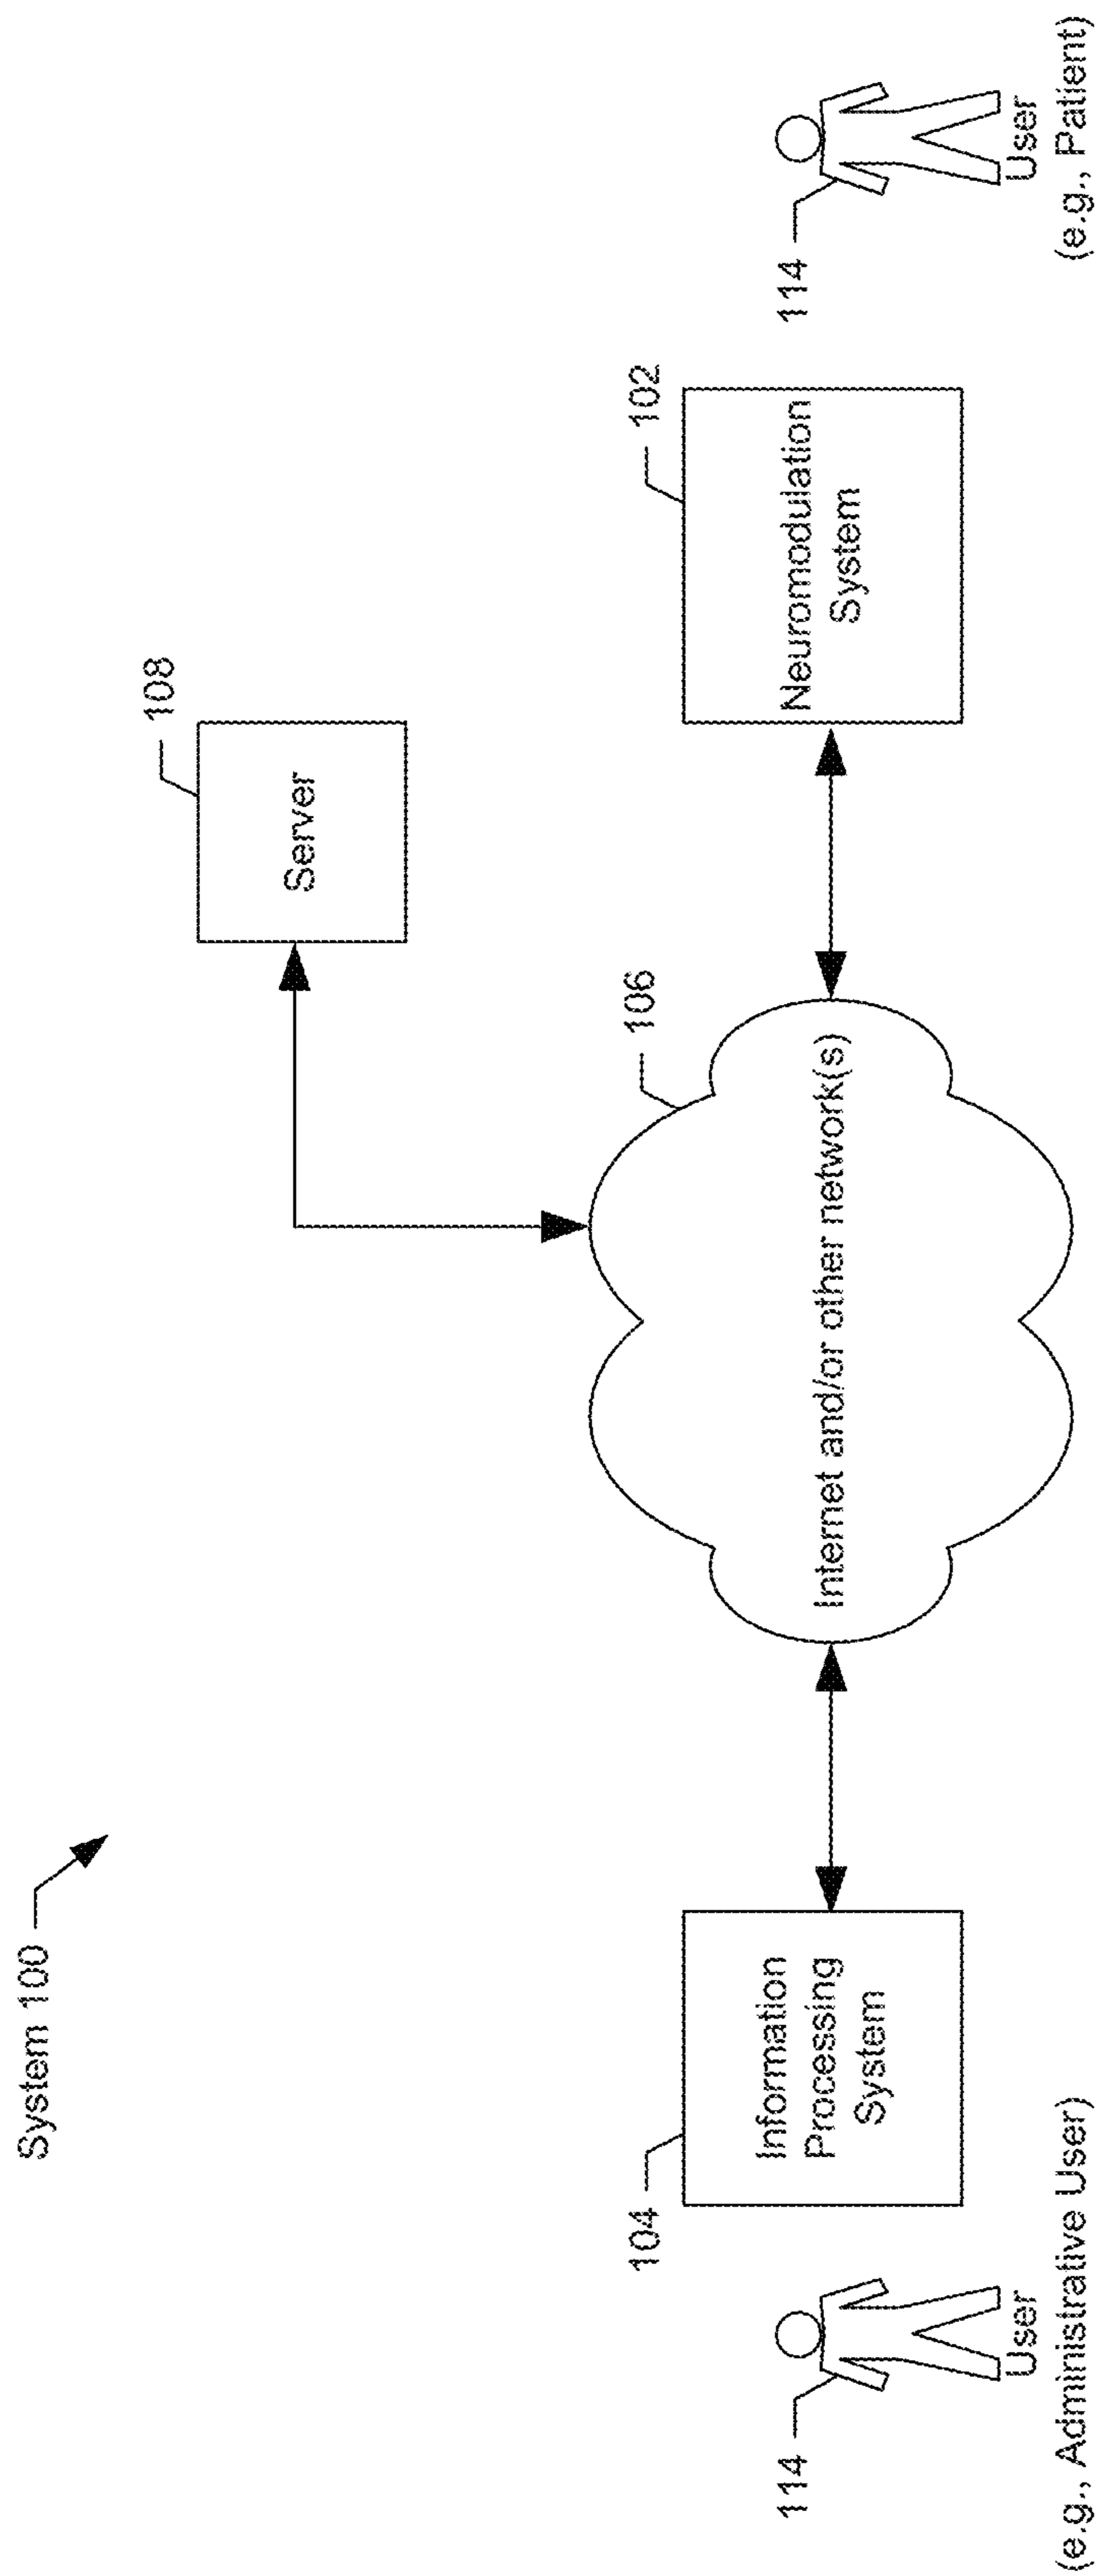 System 100
108
Server
106
102
Internet and/or other network(s)
104
Information
Processing
System
Neuromodulation
System
114
User
(e.g., Administrative User)
114
User
(e.g., Patient)